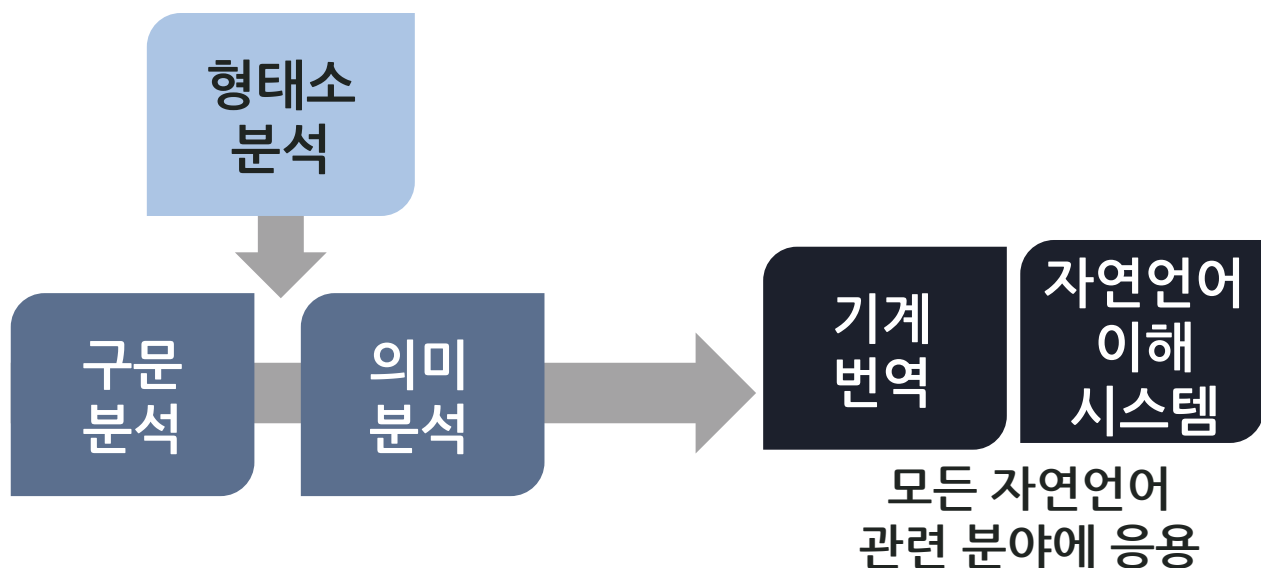 형태소
분석
구문
분석
의미
분석
기계
번역
자연언어
이해
시스템
모든 자연언어
관련 분야에 응용